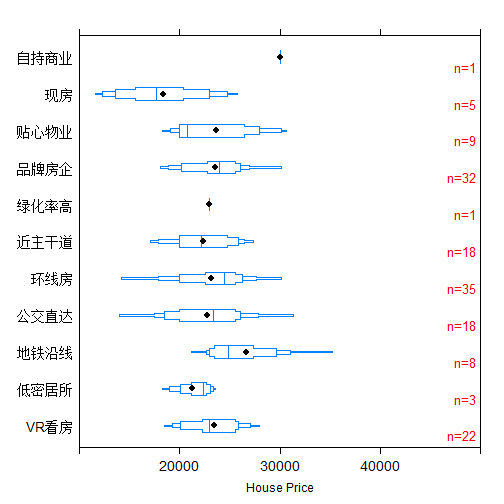 自持商业
n=1
现房
n=5
贴心物业
n=9
品牌房企
n=32
绿化率高
n=1
近主干道
n=18
环线房
n=35
公交直达
n=18
地铁沿线
n=8
低密居所
n=3
VR看房
n=22
20000 30000 40000
House Price